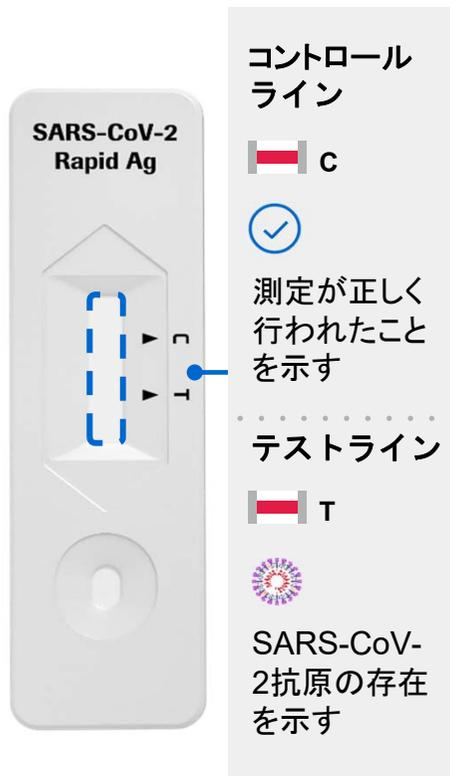 SARS-CoV-2
Rapid Ag
C
T
コントロール
ライン
C
測定が正しく
行われたこと
を示す
テストライン
T
SARS-CoV-
2抗原の存在
を示す